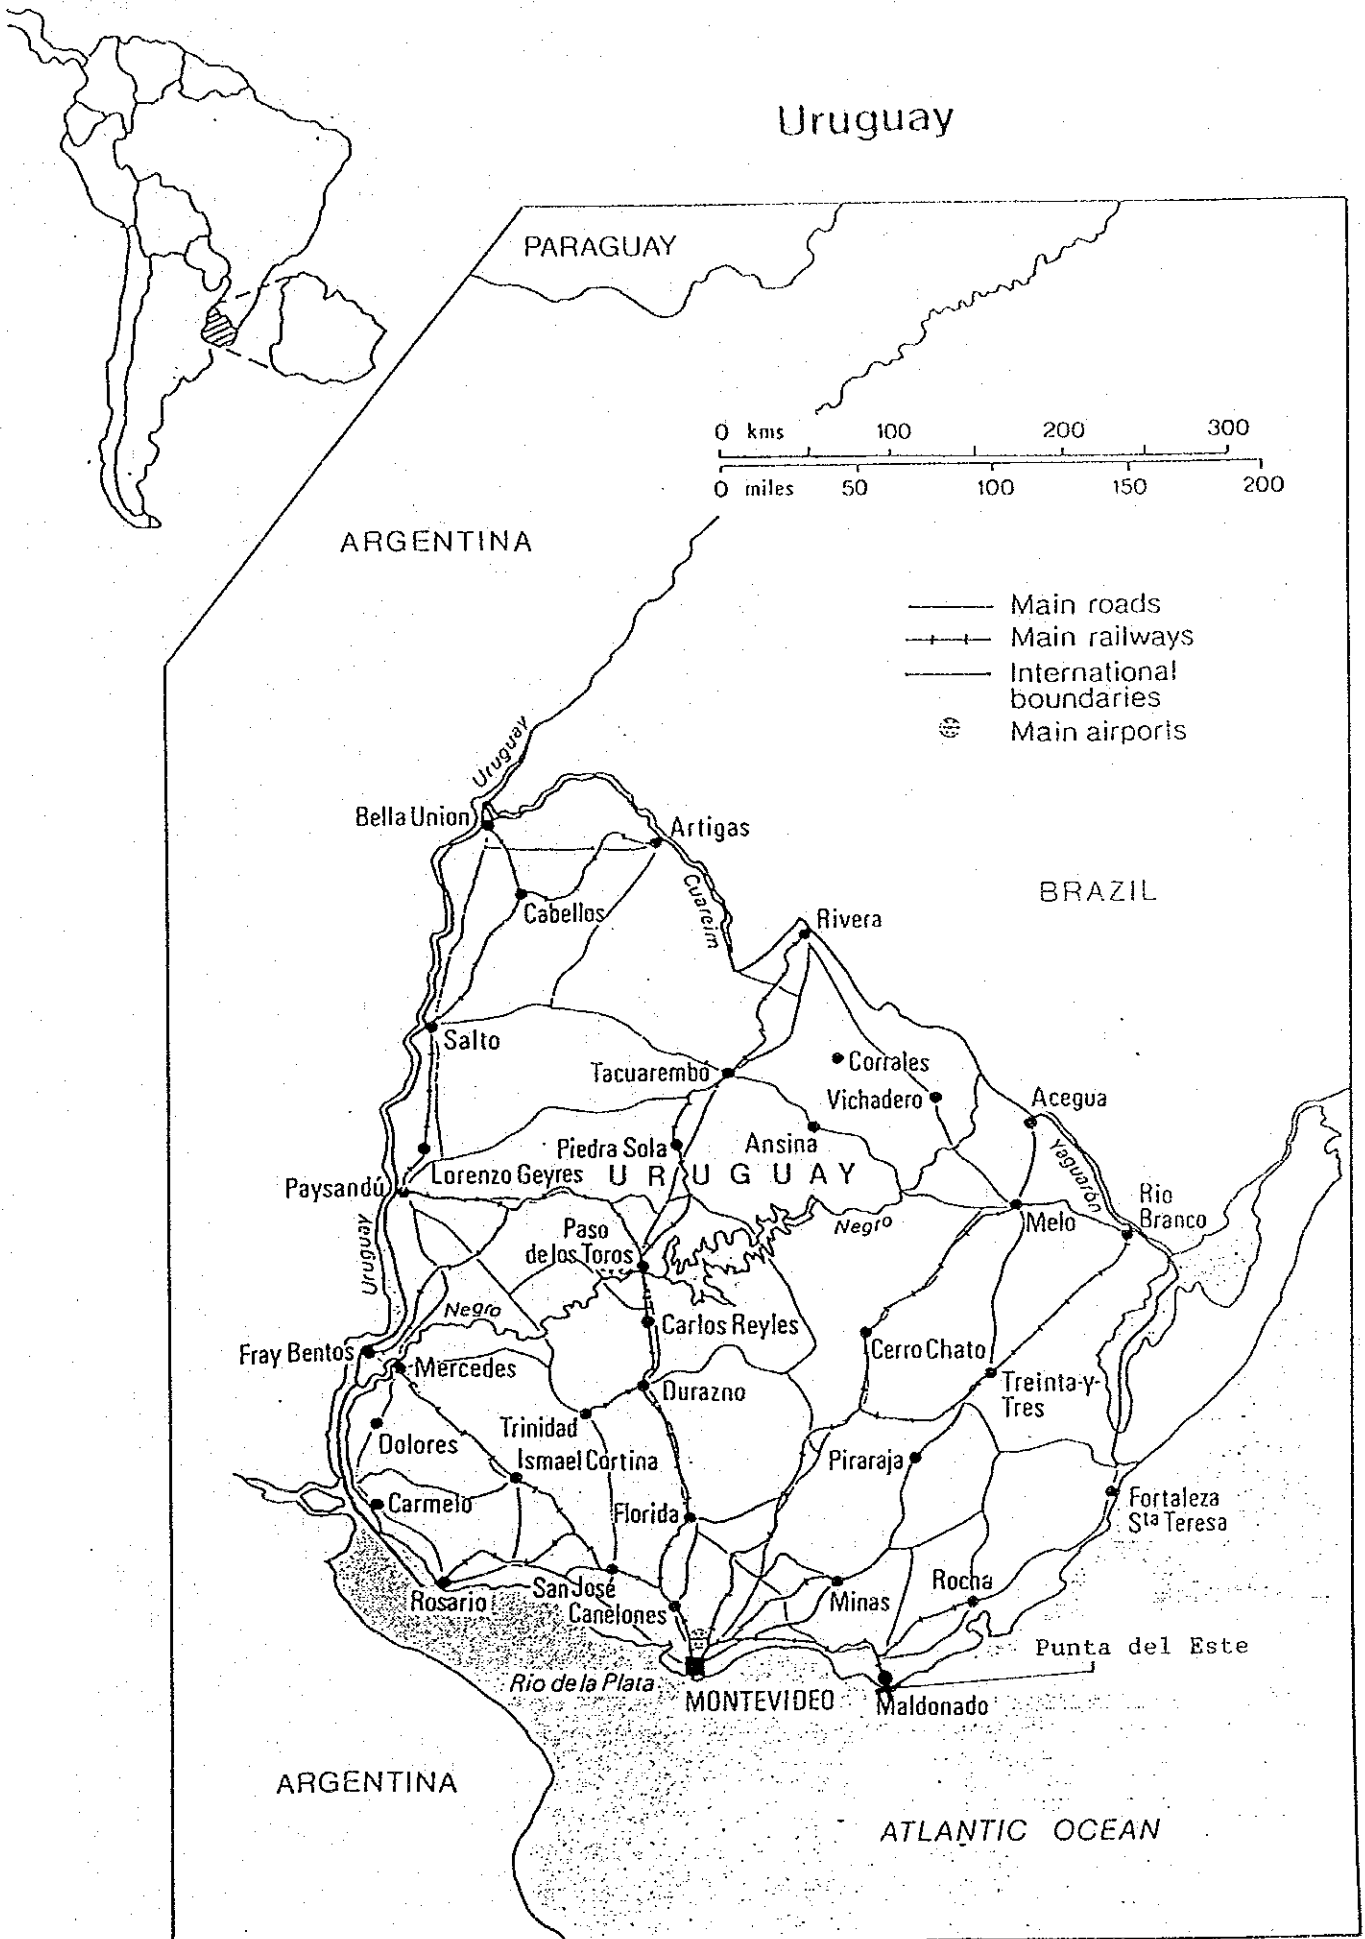 Uruguay
PARAGUAY
0 kms 100 200 300
0 miles 50 100 150 200
ARGENTINA
Main roads
Main railways
International
boundaries
Main airports
Uruguay
Bella Union
Artigas
BRAZIL
Cuareim
Cabellos
Rivera
Salto
Tacuarembó
Corrales
Vichadero
Acegua
Piedra Sola
Ansina
Yaguarón
Lorenzo Geyres
URUGUAY
Paysandú
Rio
Branco
Melo
Negro
Uruguay
Paso
de los Toros
Negro
Carlos Reyles
Fray Bentos
Mercedes
Cerro Chato
Durazno
Treinta-y-
Tres
Trinidad
Dolores
Ismael Cortina
Piraraja
Carmelo
Florida
Fortaleza
Sta Teresa
Rosario
San José
Canelones
Minas
Rocha
Punta del Este
Río de la Plata
MONTEVIDEO
Maldonado
ARGENTINA
ATLANTIC OCEAN